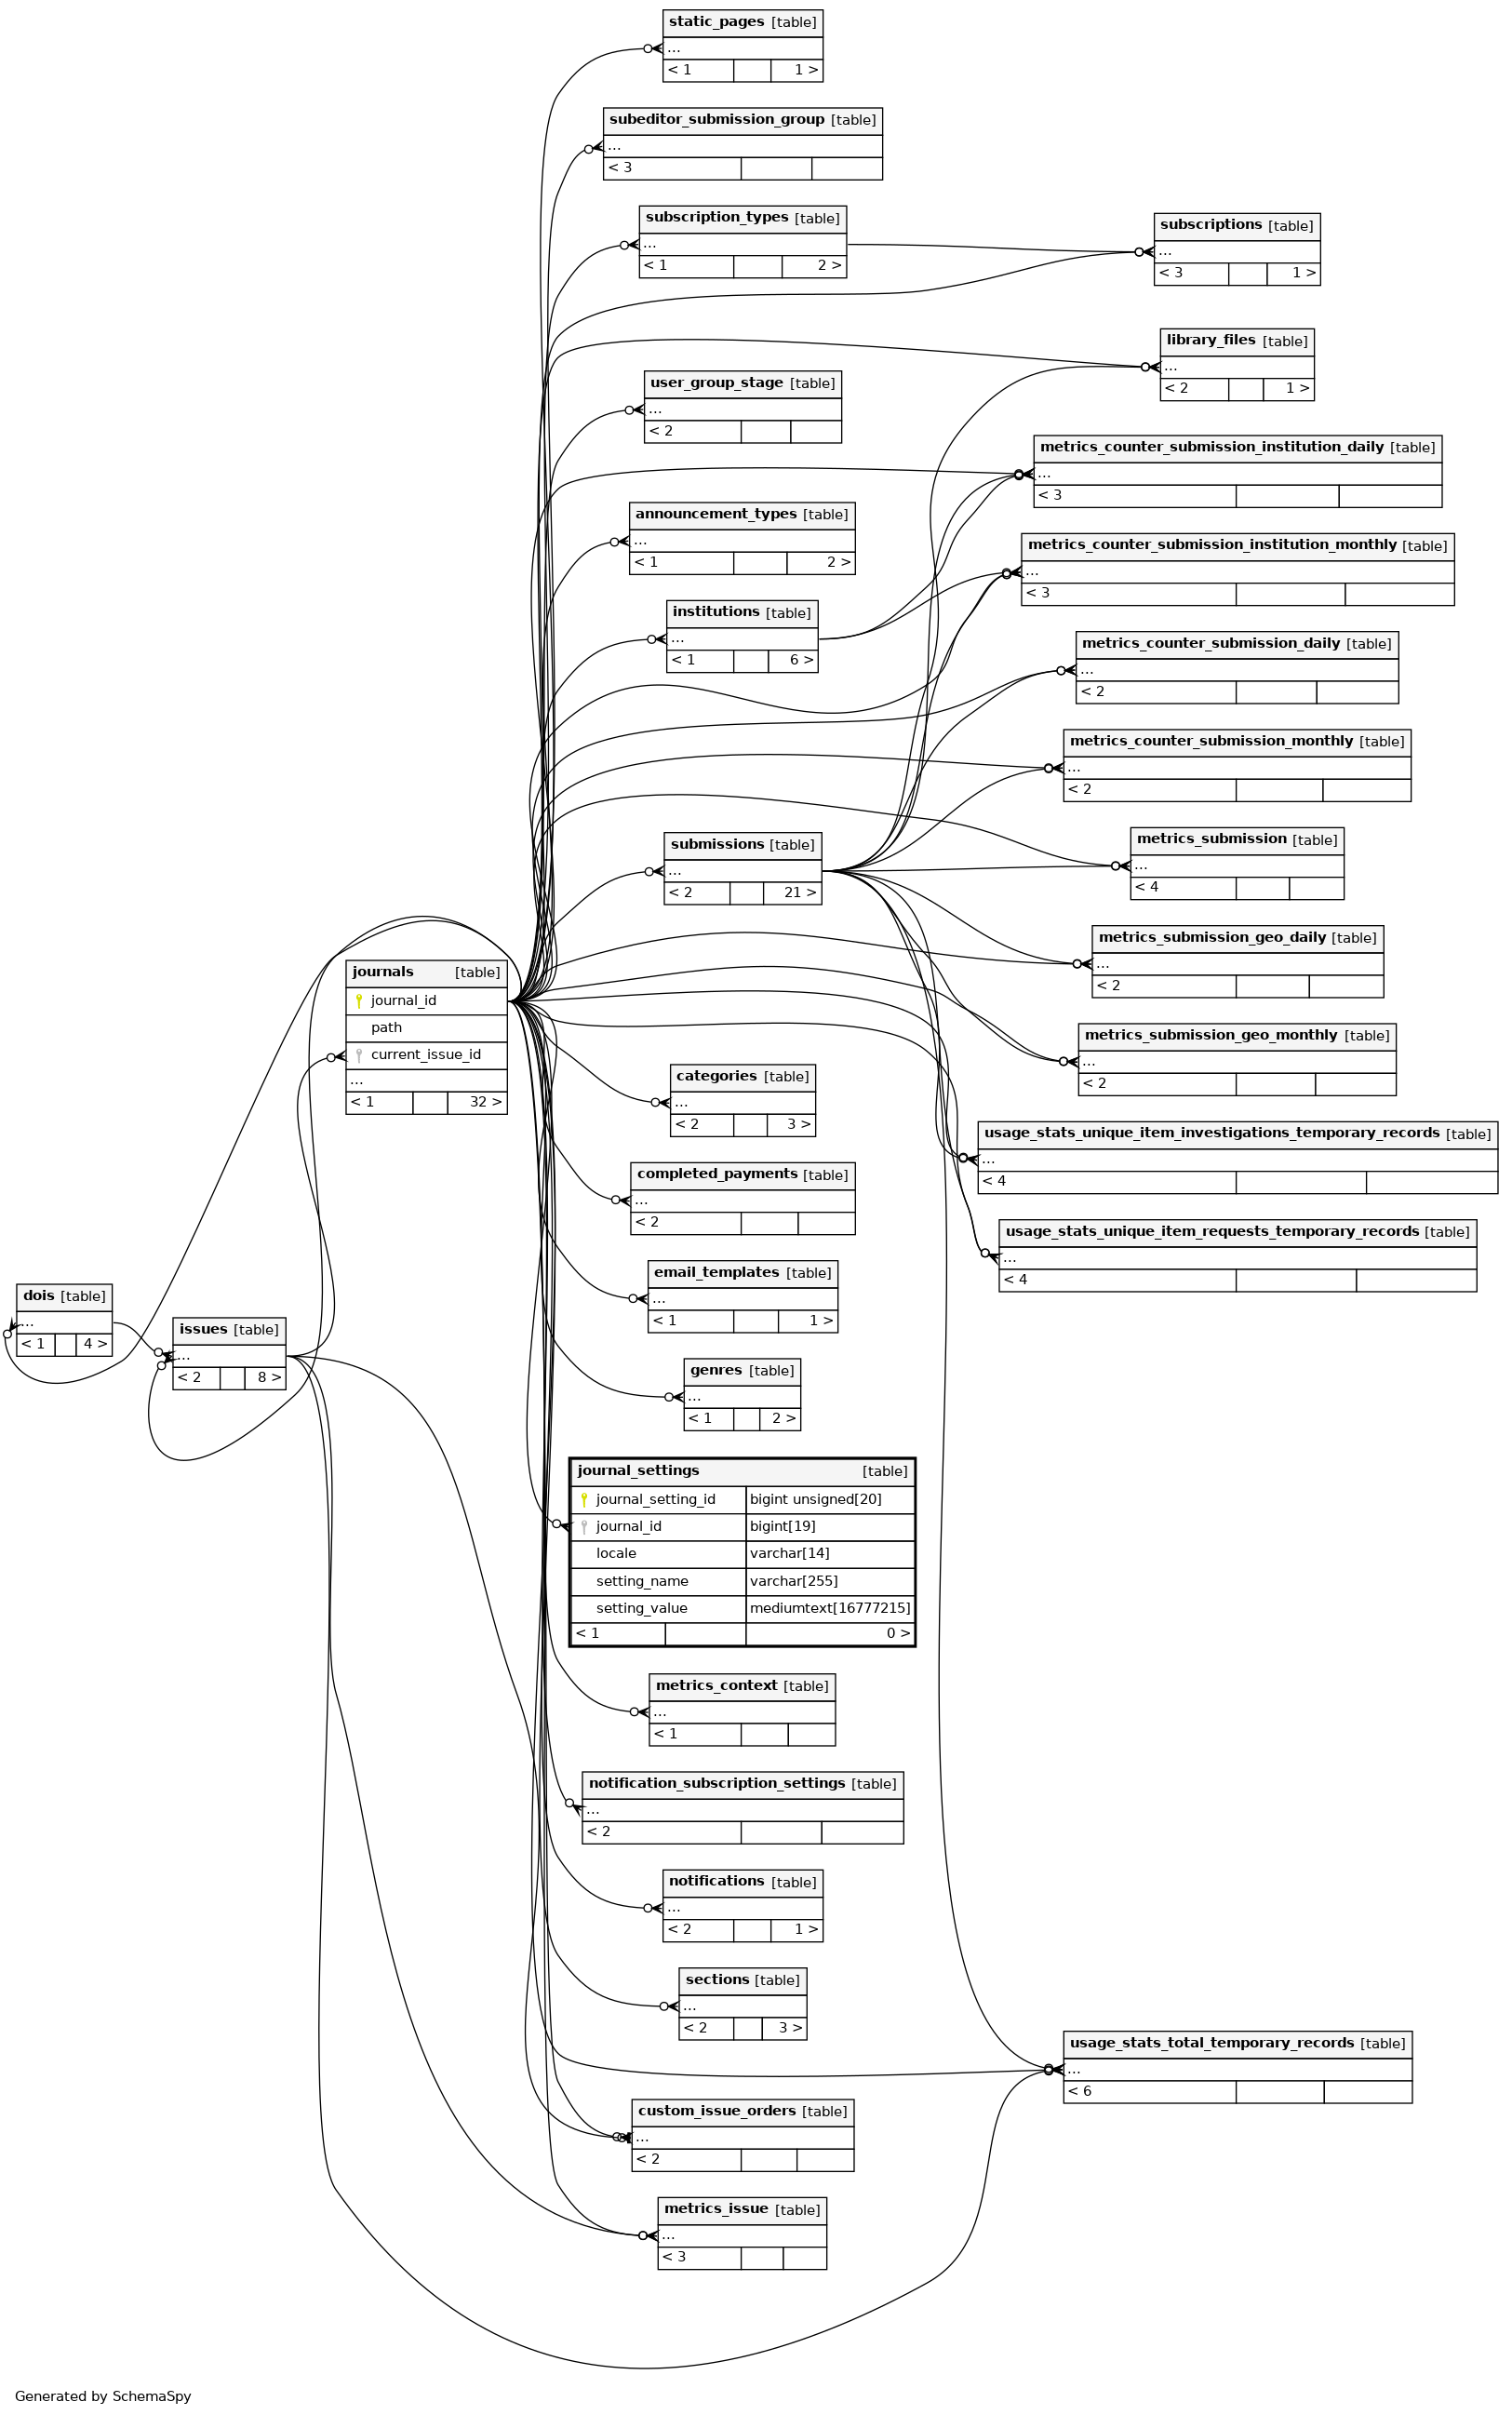 static_pages [table]
...
< 1 1 >
subeditor_submission_group [table]
...
< 3
subscription_types [table]
...
< 1 2 >
subscriptions [table]
...
< 3 1 >
library_files [table]
...
< 2 1 >
user_group_stage [table]
...
< 2
metrics_counter_submission_institution_daily [table]
...
< 3
announcement_types [table]
...
< 1 2 >
metrics_counter_submission_institution_monthly [table]
...
< 3
institutions [table]
...
< 1 6 >
metrics_counter_submission_daily [table]
...
< 2
metrics_counter_submission_monthly [table]
...
< 2
submissions [table]
...
< 2 21 >
metrics_submission [table]
...
< 4
metrics_submission_geo_daily [table]
...
< 2
journals [table]
journal_id
path
current_issue_id
...
< 1 32 >
metrics_submission_geo_monthly [table]
...
< 2
categories [table]
...
< 2 3 >
usage_stats_unique_item_investigations_temporary_records [table]
...
< 4
completed_payments [table]
...
< 2
usage_stats_unique_item_requests_temporary_records [table]
...
< 4
email_templates [table]
...
< 1 1 >
dois [table]
...
< 1 4 >
issues [table]
...
< 2 8 >
genres [table]
...
< 1 2 >
journal_settings [table]
journal_setting_id bigint unsigned[20]
journal_id bigint[19]
locale varchar[14]
setting_name varchar[255]
setting_value mediumtext[16777215]
< 1 0 >
metrics_context [table]
...
< 1
notification_subscription_settings [table]
...
< 2
notifications [table]
...
< 2 1 >
sections [table]
...
< 2 3 >
usage_stats_total_temporary_records [table]
...
< 6
custom_issue_orders [table]
...
< 2
metrics_issue [table]
...
< 3
Generated by SchemaSpy